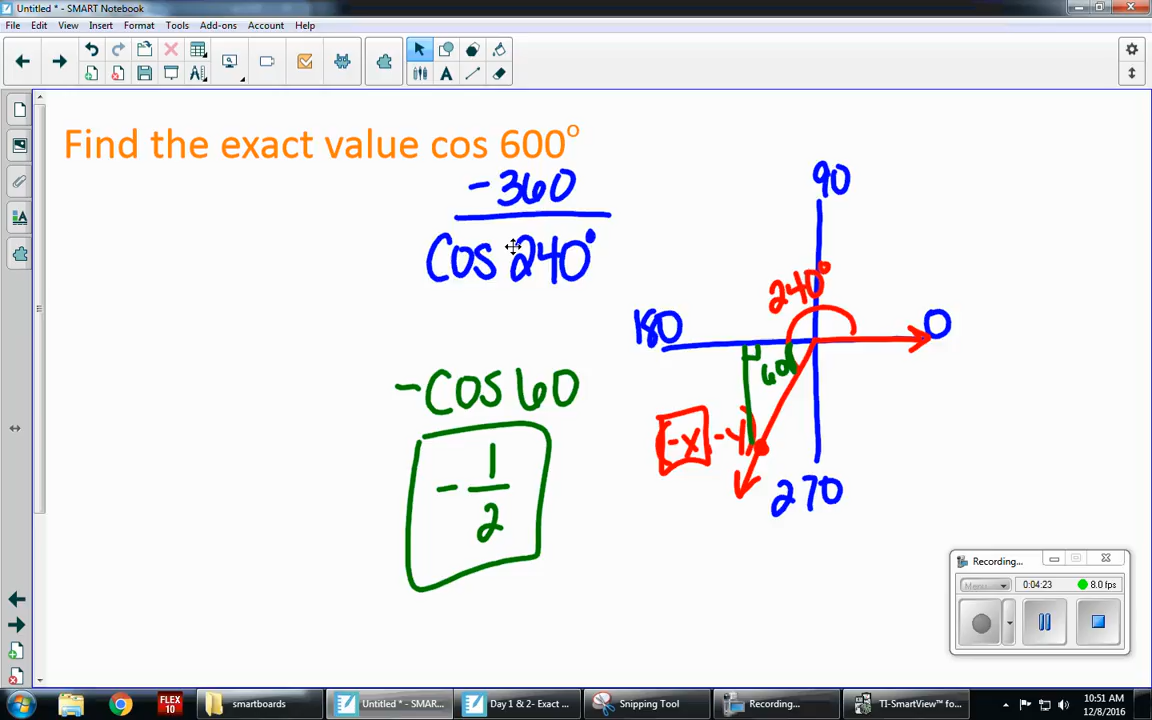 Untitled * - SMART Notebook
File Edit View Insert Format Tools Add-ons Account Help
Find the exact value cos 600°
-360
cos 240°
90
240°
180
0
60
-cos 60
-x -y
- 1/2
270
Recording...
Menu
0:04:23 8.0 fps
smartboards
Untitled * - SMAR...
Day 1 & 2- Exact ...
Snipping Tool
Recording...
TI-SmartView™ fo...
FLEX 10
10:51 AM
12/8/2016